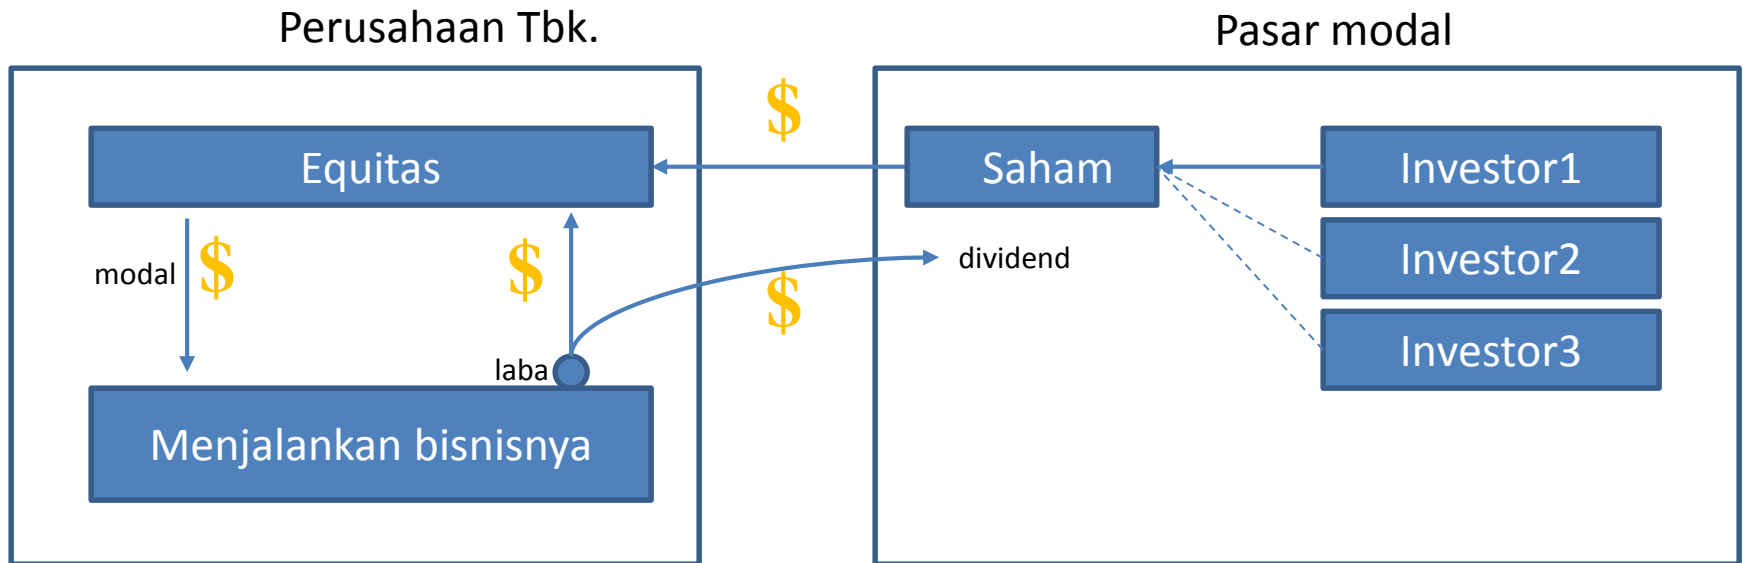 Perusahaan Tbk.
Pasar modal
$
Equitas
Saham
Investor1
modal
$
$
$
dividend
Investor2
laba
Investor3
Menjalankan bisnisnya